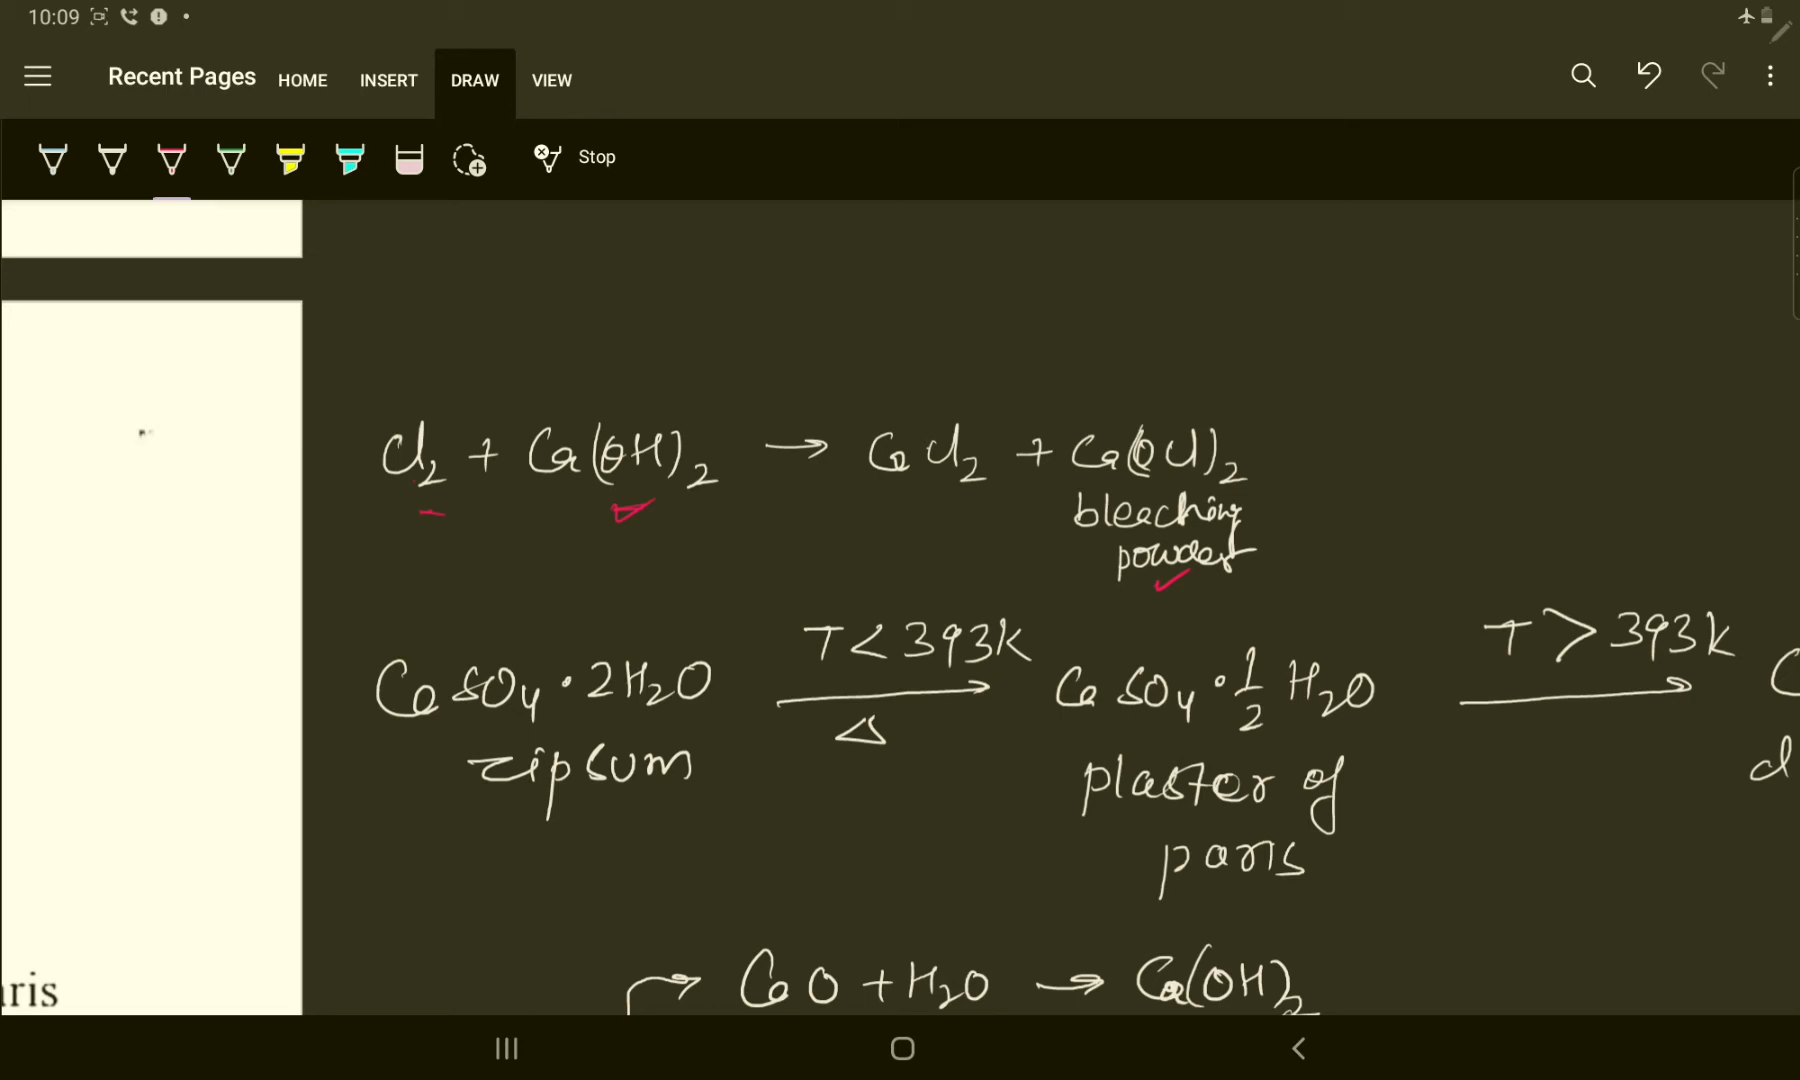 10:09
Recent Pages HOME INSERT DRAW VIEW
Stop
Cl₂ + Ca(OH)₂ → CaCl₂ + Ca(OCl)₂
bleaching
powder
T < 393K
T > 393K
CaSO₄·2H₂O → CaSO₄·½H₂O → C
Δ
zipsum
plaster of
paris
d
CaO + H₂O → Ca(OH)₂
aris